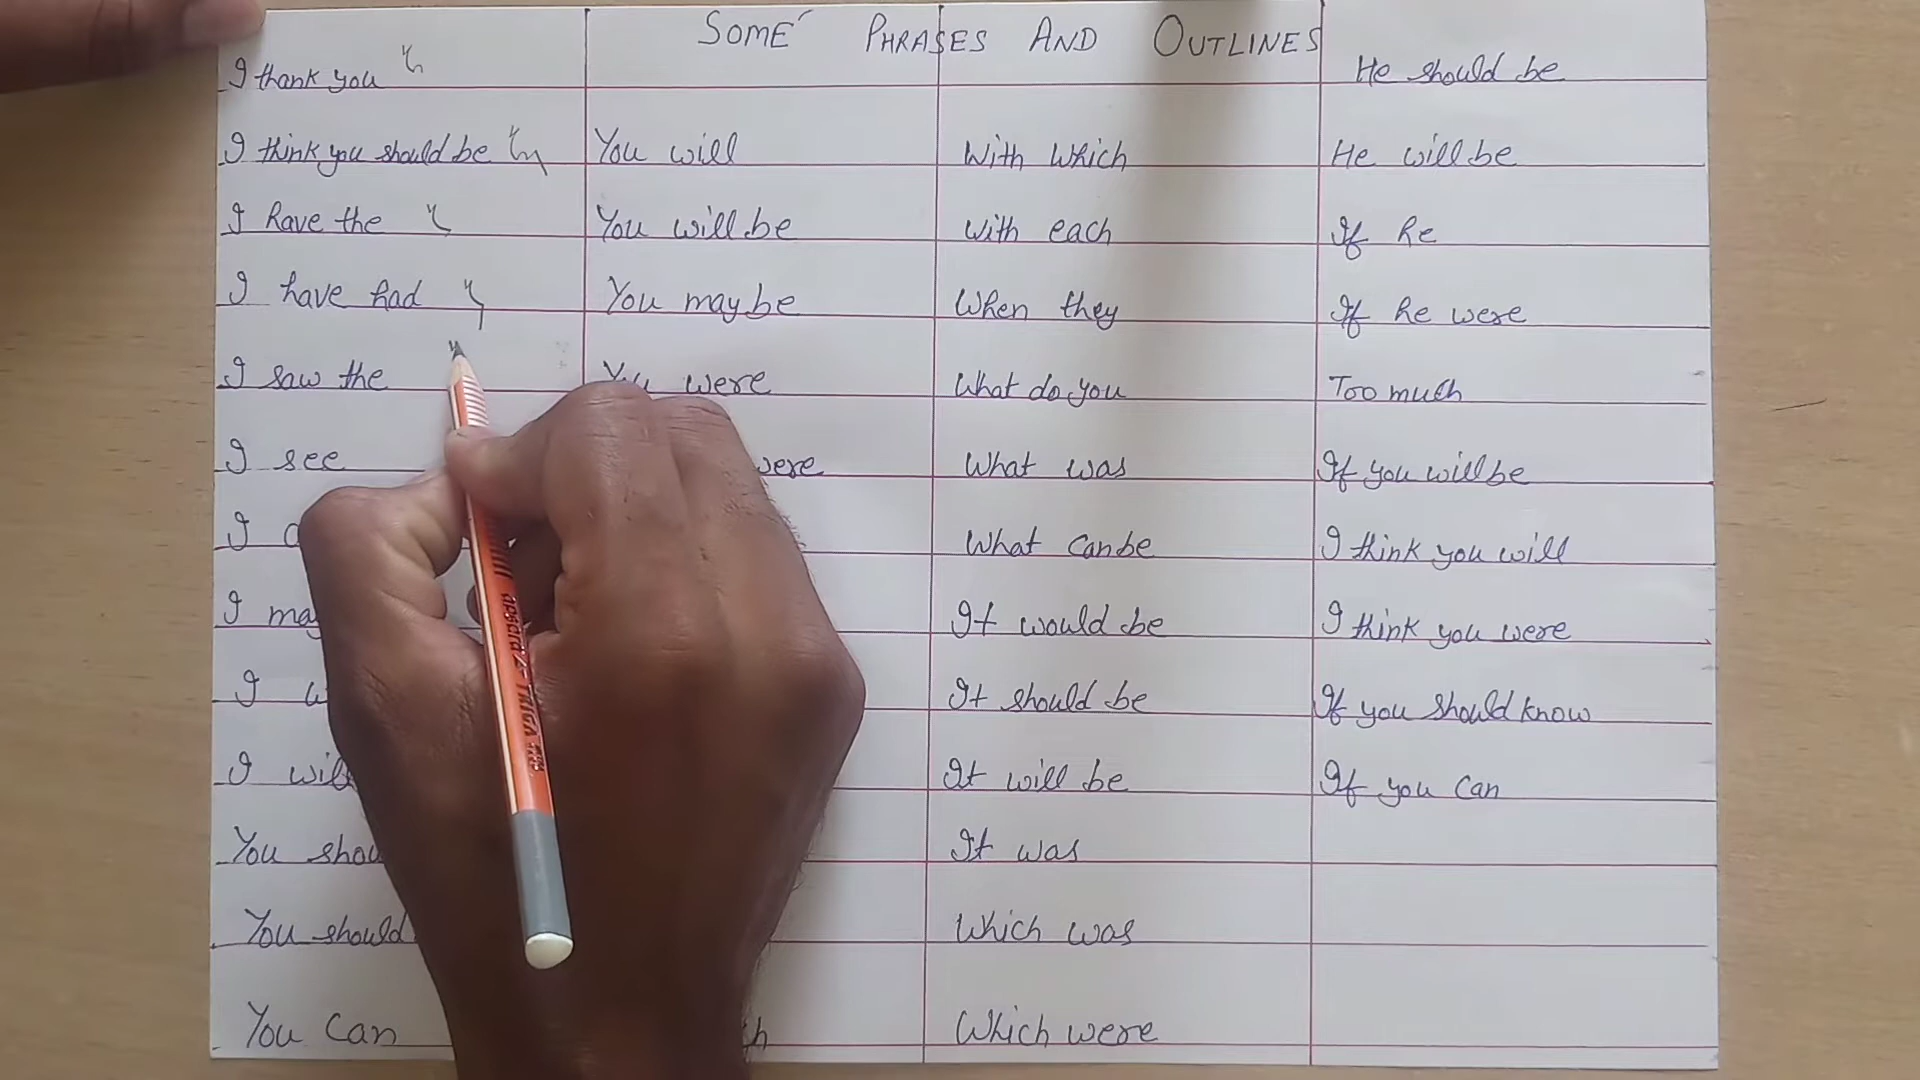 SOME PHRASES AND OUTLINES
I thank you
I think you should be
I have the
I have had
I saw the
I see
I
I
I
I
You
You should
You can
You will
You will be
You may be
You were
were
With which
With each
When they
What do you
What was
What can be
It would be
It should be
It will be
It was
Which was
Which were
He should be
He will be
If he
If he were
Too much
If you will be
I think you will
I think you were
If you should know
If you can
apsara